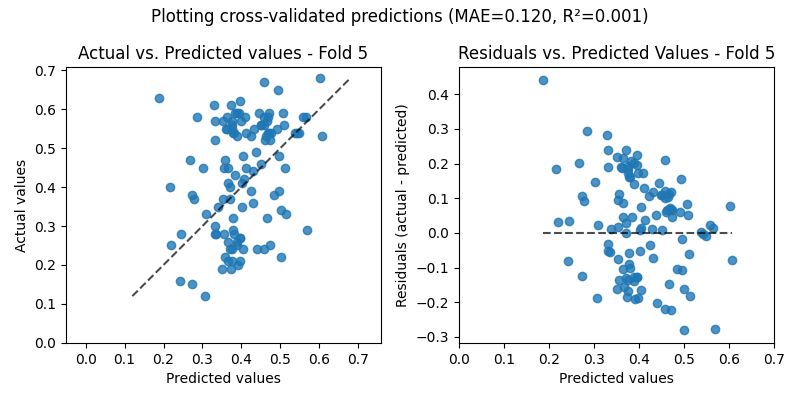 Plotting cross-validated predictions (MAE=0.120, R²=0.001)
Actual vs. Predicted values - Fold 5
Actual values
0.7
0.6
0.5
0.4
0.3
0.2
0.1
0.0
0.0 0.1 0.2 0.3 0.4 0.5 0.6 0.7
Predicted values
Residuals vs. Predicted Values - Fold 5
Residuals (actual - predicted)
0.4
0.3
0.2
0.1
0.0
−0.1
−0.2
−0.3
0.0 0.1 0.2 0.3 0.4 0.5 0.6 0.7
Predicted values